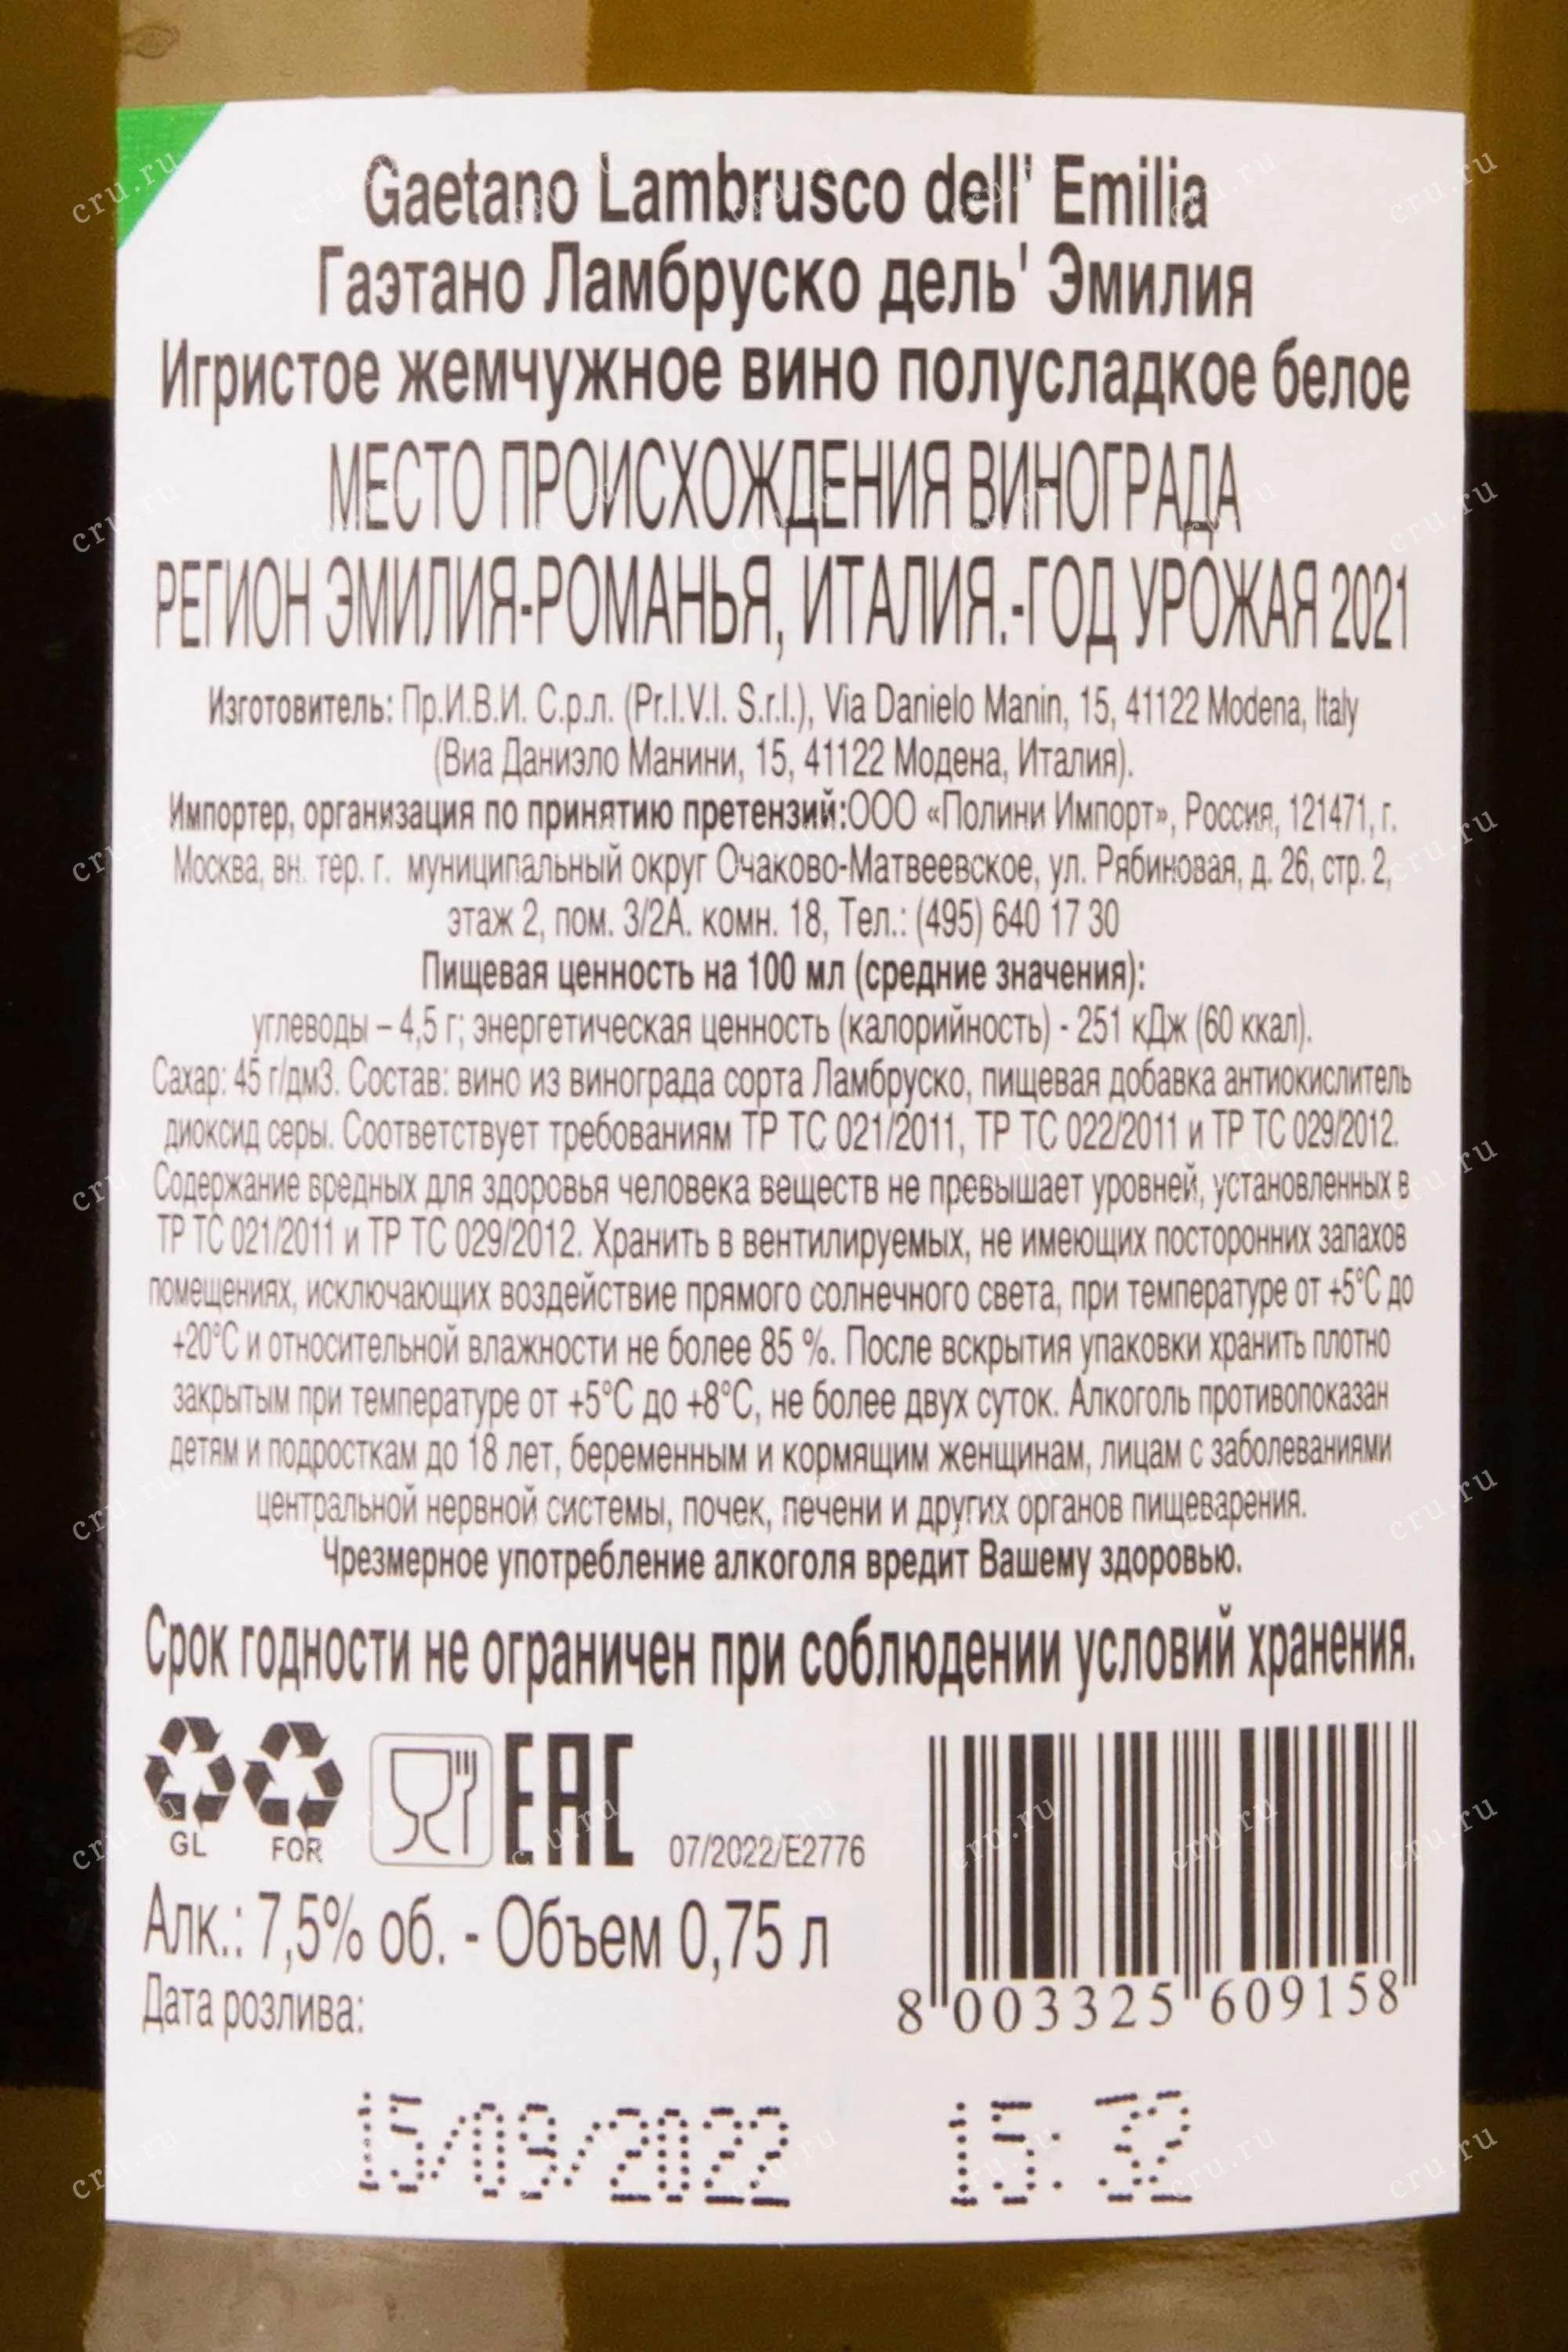 Gaetano Lambrusco dell' Emilia
Гаэтано Ламбруско дель' Эмилия
Игристое жемчужное вино полусладкое белое
МЕСТО ПРОИСХОЖДЕНИЯ ВИНОГРАДА
РЕГИОН ЭМИЛИЯ-РОМАНЬЯ, ИТАЛИЯ.-ГОД УРОЖАЯ 2021
Изготовитель: Пр.И.В.И. С.р.л. (Pr.I.V.I. S.r.l.), Via Danielo Manin, 15, 41122 Modena, Italy
(Виа Даниэло Манини, 15, 41122 Модена, Италия).
Импортер, организация по принятию претензий:ООО «Полини Импорт», Россия, 121471, г.
Москва, вн. тер. г. муниципальный округ Очаково-Матвеевское, ул. Рябиновая, д. 26, стр. 2,
этаж 2, пом. 3/2А. комн. 18, Тел.: (495) 640 17 30
Пищевая ценность на 100 мл (средние значения):
углеводы – 4,5 г; энергетическая ценность (калорийность) - 251 кДж (60 ккал).
Сахар: 45 г/дм3. Состав: вино из винограда сорта Ламбруско, пищевая добавка антиокислитель
диоксид серы. Соответствует требованиям ТР ТС 021/2011, ТР ТС 022/2011 и ТР ТС 029/2012.
Содержание вредных для здоровья человека веществ не превышает уровней, установленных в
ТР ТС 021/2011 и ТР ТС 029/2012. Хранить в вентилируемых, не имеющих посторонних запахов
помещениях, исключающих воздействие прямого солнечного света, при температуре от +5°С до
+20°С и относительной влажности не более 85 %. После вскрытия упаковки хранить плотно
закрытым при температуре от +5°С до +8°С, не более двух суток. Алкоголь противопоказан
детям и подросткам до 18 лет, беременным и кормящим женщинам, лицам с заболеваниями
центральной нервной системы, почек, печени и других органов пищеварения.
Чрезмерное употребление алкоголя вредит Вашему здоровью.
Срок годности не ограничен при соблюдении условий хранения.
GL FOR EAC 07/2022/E2776
Алк.: 7,5% об. - Объем 0,75 л
Дата розлива:
8 003325 609158
15/09/2022 15:32
cru.ru